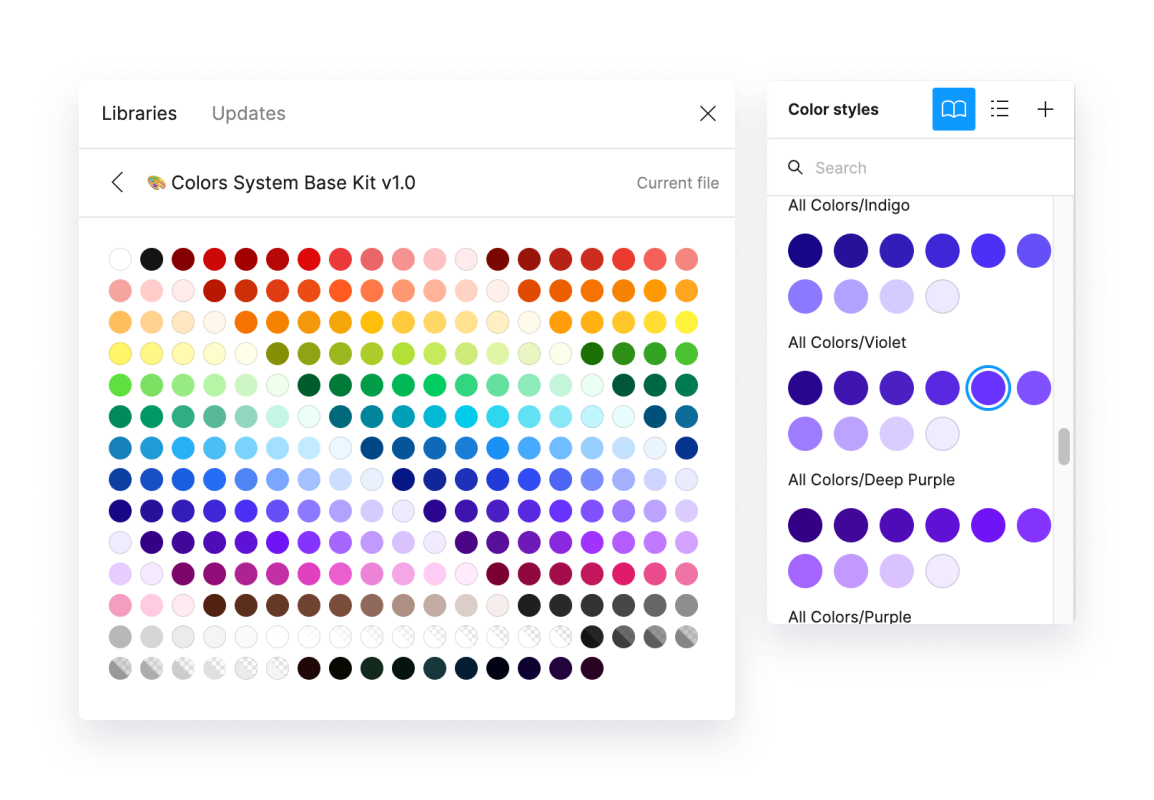 Libraries Updates
🎨 Colors System Base Kit v1.0 Current file
Color styles
Search
All Colors/Indigo
All Colors/Violet
All Colors/Deep Purple
All Colors/Purple